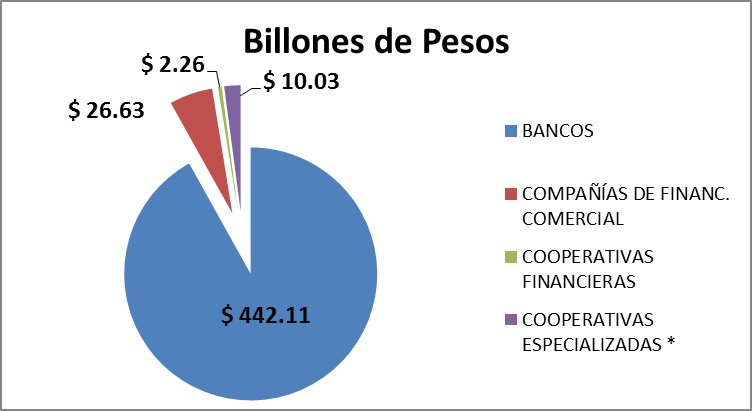 Billones de Pesos
$ 2.26
$ 10.03
$ 26.63
$ 442.11
BANCOS
COMPAÑÍAS DE FINANC.
COMERCIAL
COOPERATIVAS
FINANCIERAS
COOPERATIVAS
ESPECIALIZADAS *